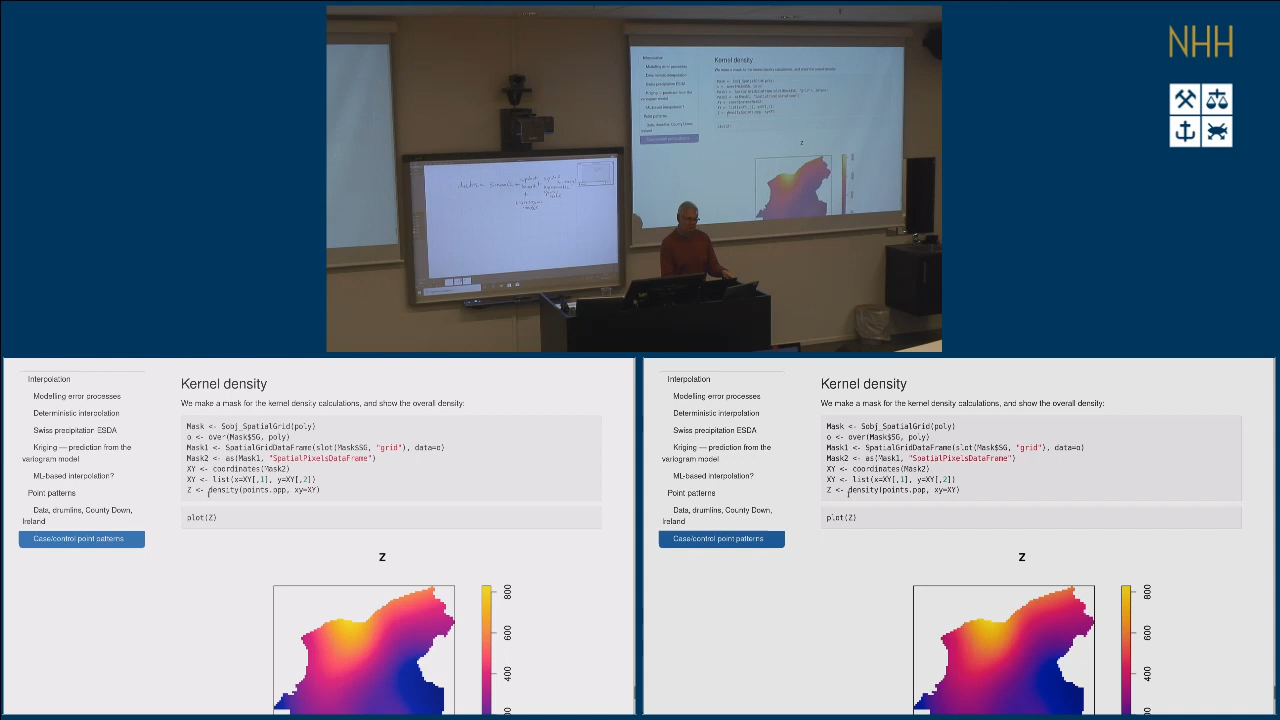 NHH
Interpolation
Modelling error processes
Deterministic interpolation
Swiss precipitation ESDA
Kriging — prediction from the
variogram model
ML-based interpolation?
Point patterns
Data, drumlins, County Down,
Ireland
Case/control point patterns
Kernel density
We make a mask for the kernel density calculations, and show the overall density:
Mask <- Sobj_SpatialGrid(poly)
o <- over(Mask$SG, poly)
Mask1 <- SpatialGridDataFrame(slot(Mask$SG, "grid"), data=o)
Mask2 <- as(Mask1, "SpatialPixelsDataFrame")
XY <- coordinates(Mask2)
XY <- list(x=XY[,1], y=XY[,2])
Z <- density(points.ppp, xy=XY)
plot(Z)
Z
800
600
400
Interpolation
Modelling error processes
Deterministic interpolation
Swiss precipitation ESDA
Kriging — prediction from the
variogram model
ML-based interpolation?
Point patterns
Data, drumlins, County Down,
Ireland
Case/control point patterns
Kernel density
We make a mask for the kernel density calculations, and show the overall density:
Mask <- Sobj_SpatialGrid(poly)
o <- over(Mask$SG, poly)
Mask1 <- SpatialGridDataFrame(slot(Mask$SG, "grid"), data=o)
Mask2 <- as(Mask1, "SpatialPixelsDataFrame")
XY <- coordinates(Mask2)
XY <- list(x=XY[,1], y=XY[,2])
Z <- density(points.ppp, xy=XY)
plot(Z)
Z
800
600
400
Kernel density